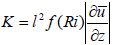 K = l² f(Ri) |∂u̅/∂z|